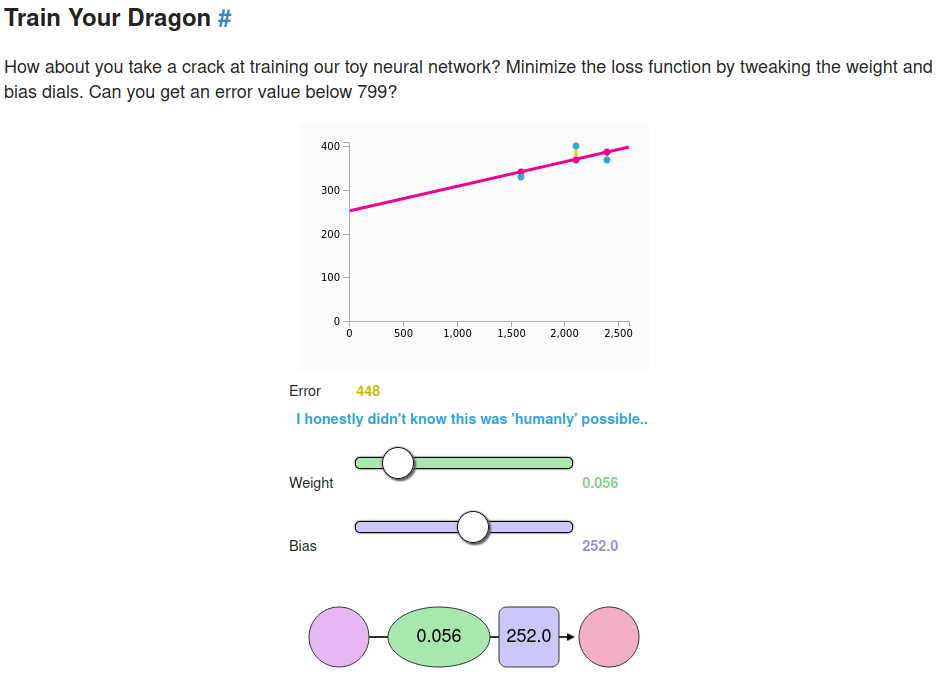 Train Your Dragon #
How about you take a crack at training our toy neural network? Minimize the loss function by tweaking the weight and
bias dials. Can you get an error value below 799?
400
300
200
100
0
0 500 1,000 1,500 2,000 2,500
Error 448
I honestly didn't know this was 'humanly' possible..
Weight 0.056
Bias 252.0
0.056 252.0